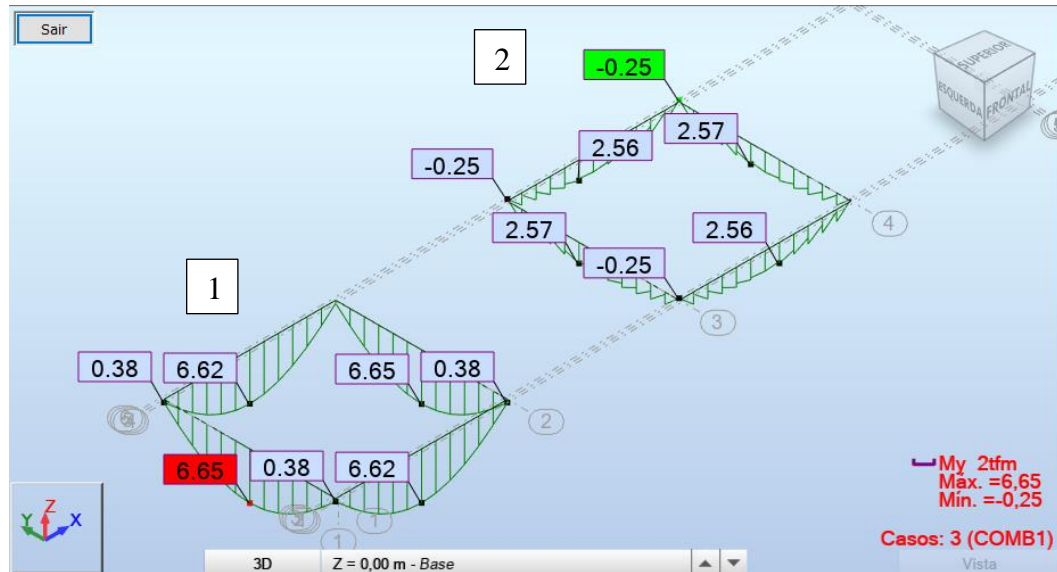 Sair
2
-0.25
SUPERIOR
ESQUERDA
FRONTAL
2.56
2.57
-0.25
2.57
2.56
-0.25
4
3
1
0.38
6.62
6.65
0.38
2
6.65
0.38
6.62
1
1
My 2tfm
Máx. =6,65
Mín. =-0,25
Casos: 3 (COMB1)
Z
Y
X
3D
Z = 0,00 m - Base
Vista